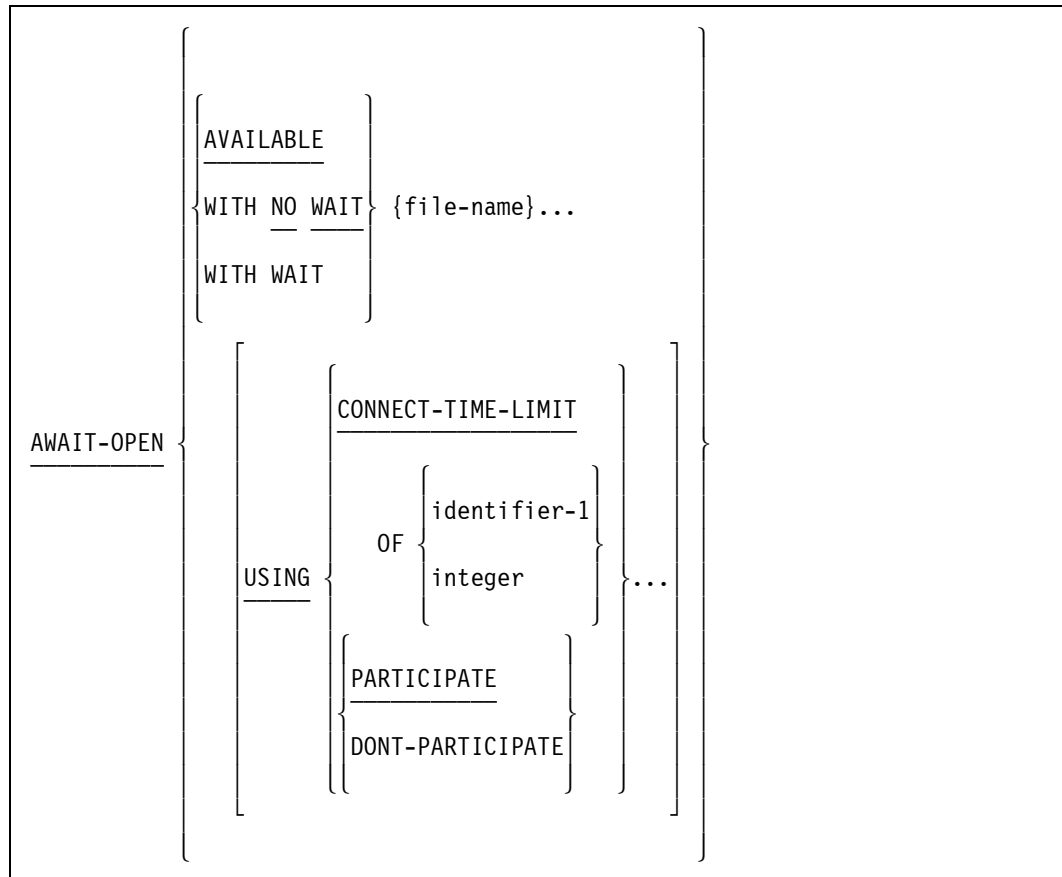 AVAILABLE
WITH NO WAIT {file-name}...
WITH WAIT
CONNECT-TIME-LIMIT
AWAIT-OPEN
identifier-1
OF
USING integer ...
PARTICIPATE
DONT-PARTICIPATE